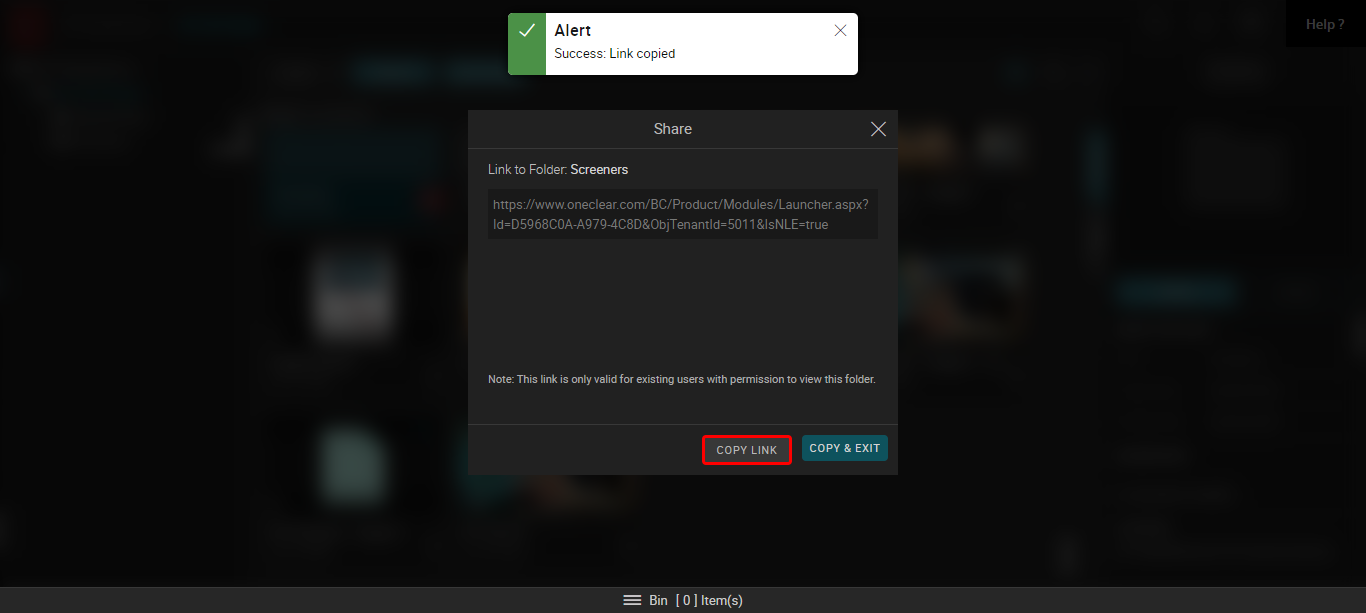 Help ?
Alert
Success: Link copied
Share
Link to Folder: Screeners
https://www.oneclear.com/BC/Product/Modules/Launcher.aspx?
Id=D5968C0A-A979-4C8D&ObjTenantId=5011&IsNLE=true
Note: This link is only valid for existing users with permission to view this folder.
COPY LINK
COPY & EXIT
Bin [ 0 ] Item(s)